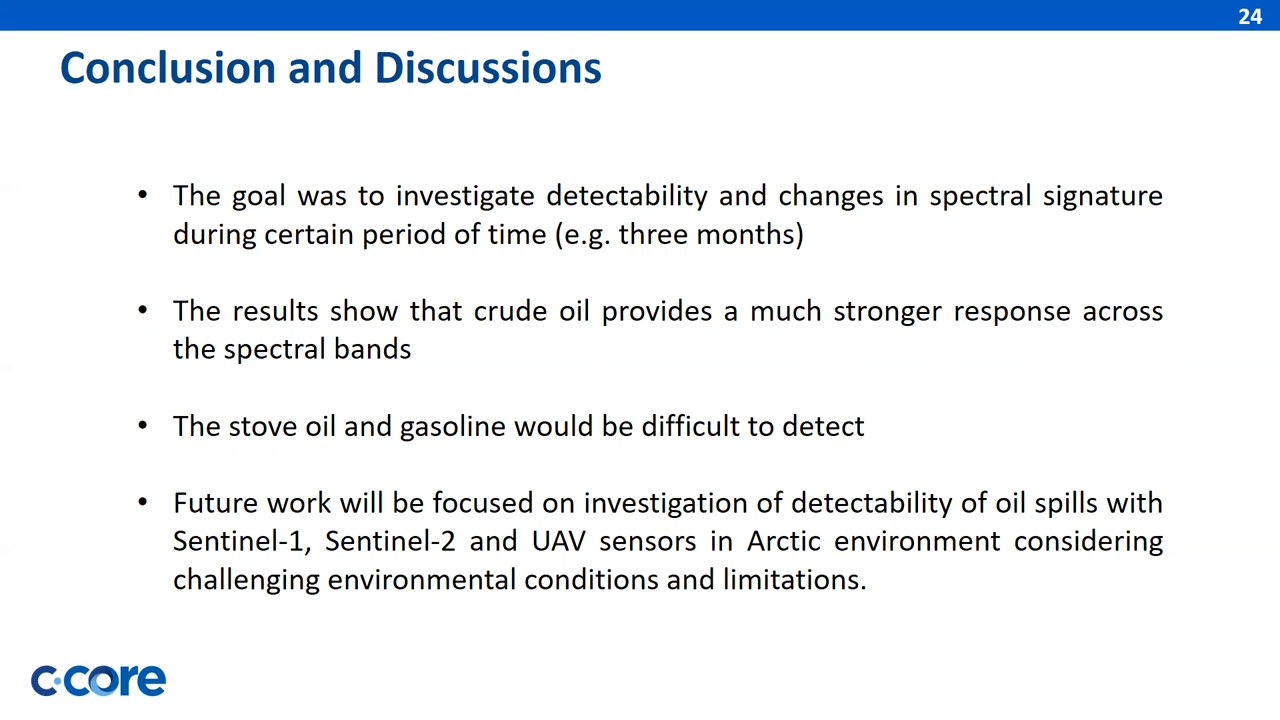 24
Conclusion and Discussions
• The goal was to investigate detectability and changes in spectral signature
during certain period of time (e.g. three months)
• The results show that crude oil provides a much stronger response across
the spectral bands
• The stove oil and gasoline would be difficult to detect
• Future work will be focused on investigation of detectability of oil spills with
Sentinel-1, Sentinel-2 and UAV sensors in Arctic environment considering
challenging environmental conditions and limitations.
c·core